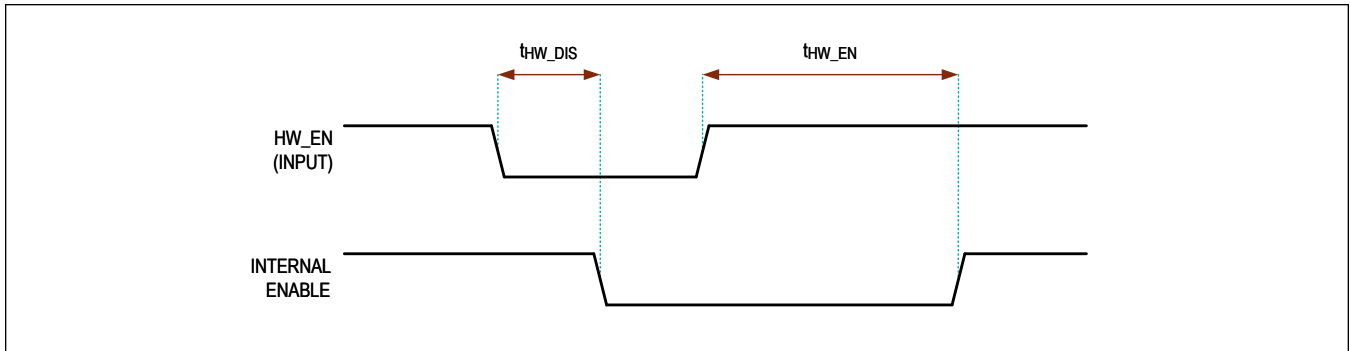 tHW_DIS
tHW_EN
HW_EN
(INPUT)
INTERNAL
ENABLE